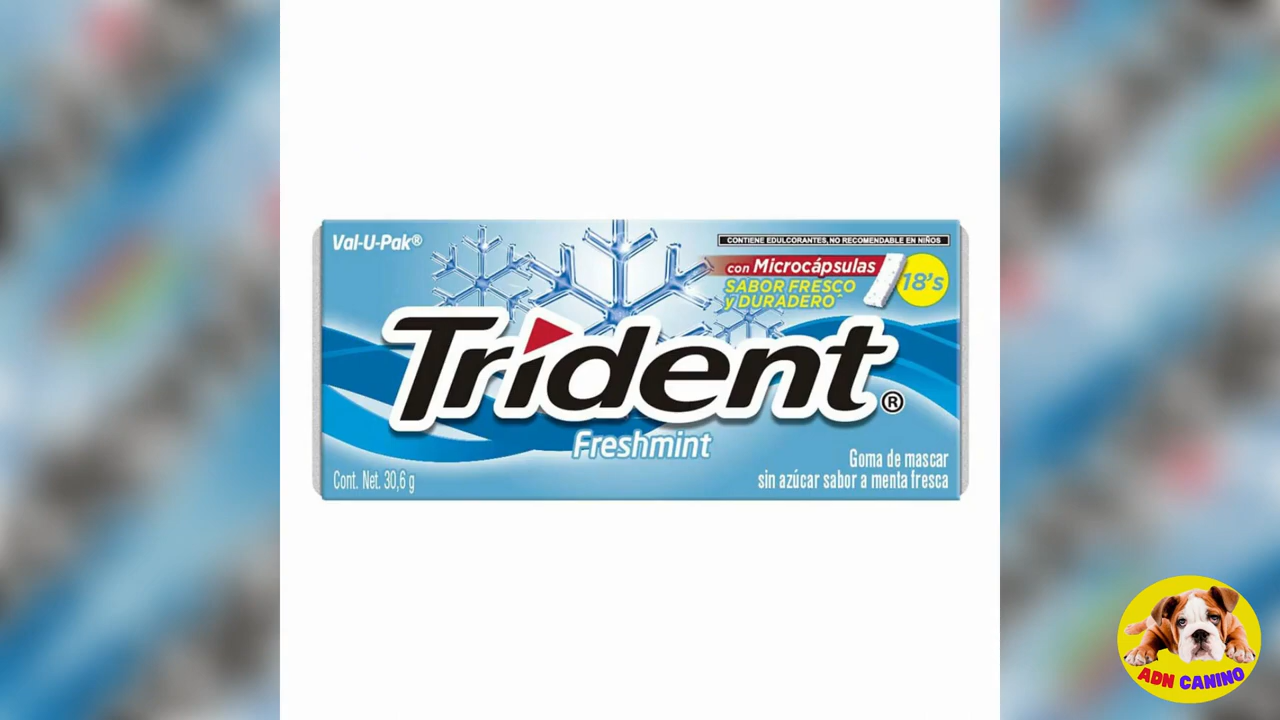 Val-U-Pak®
CONTIENE EDULCORANTES, NO RECOMENDABLE EN NIÑOS
con Microcápsulas
SABOR FRESCO
y DURADERO^
18's
Trident®
Freshmint
Cont. Net. 30,6 g
Goma de mascar
sin azúcar sabor a menta fresca
ADN CANINO